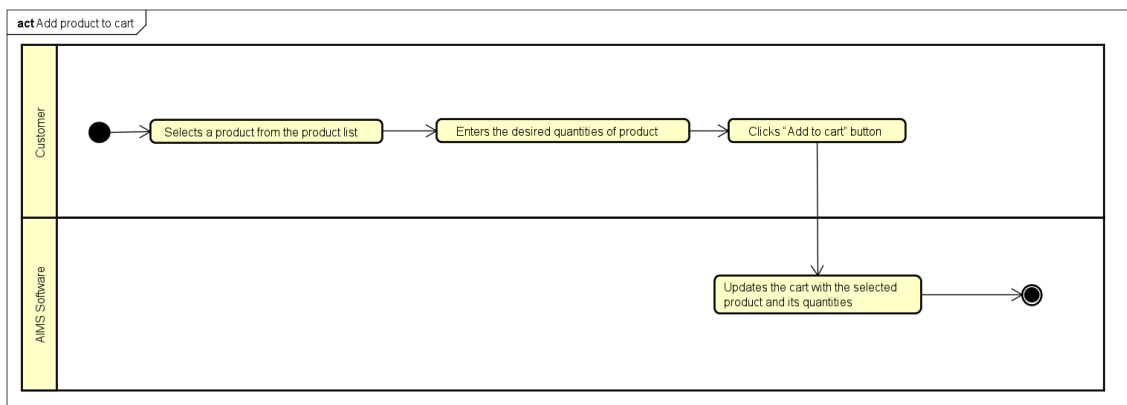 act Add product to cart
Customer
Selects a product from the product list
Enters the desired quantities of product
Clicks "Add to cart" button
AIMS Software
Updates the cart with the selected
product and its quantities